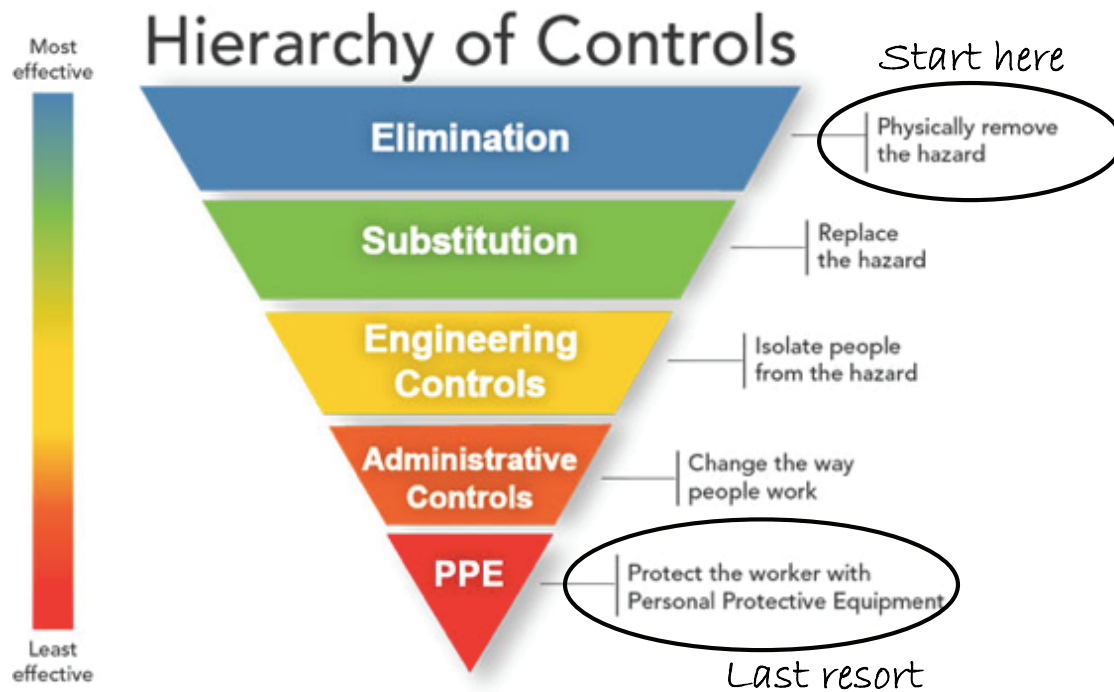 Hierarchy of Controls
Most
effective
Start here
Elimination
Physically remove
the hazard
Substitution
Replace
the hazard
Engineering
Controls
Isolate people
from the hazard
Administrative
Controls
Change the way
people work
PPE
Protect the worker with
Personal Protective Equipment
Least
effective
Last resort